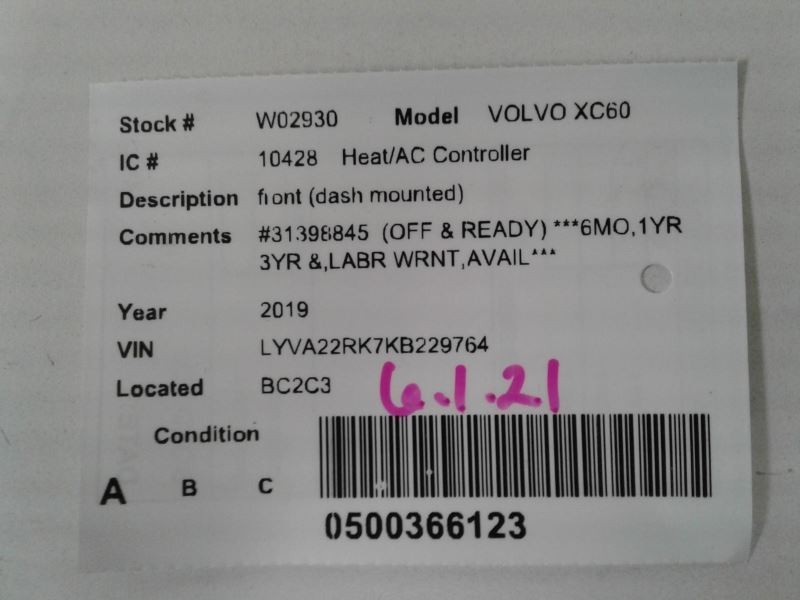 Stock # W02930 Model VOLVO XC60
IC # 10428 Heat/AC Controller
Description front (dash mounted)
Comments #31398845 (OFF & READY) ***6MO,1YR
3YR &,LABR WRNT,AVAIL***
Year 2019
VIN LYVA22RK7KB229764
Located BC2C3
6.1.21
Condition
A B C
0500366123